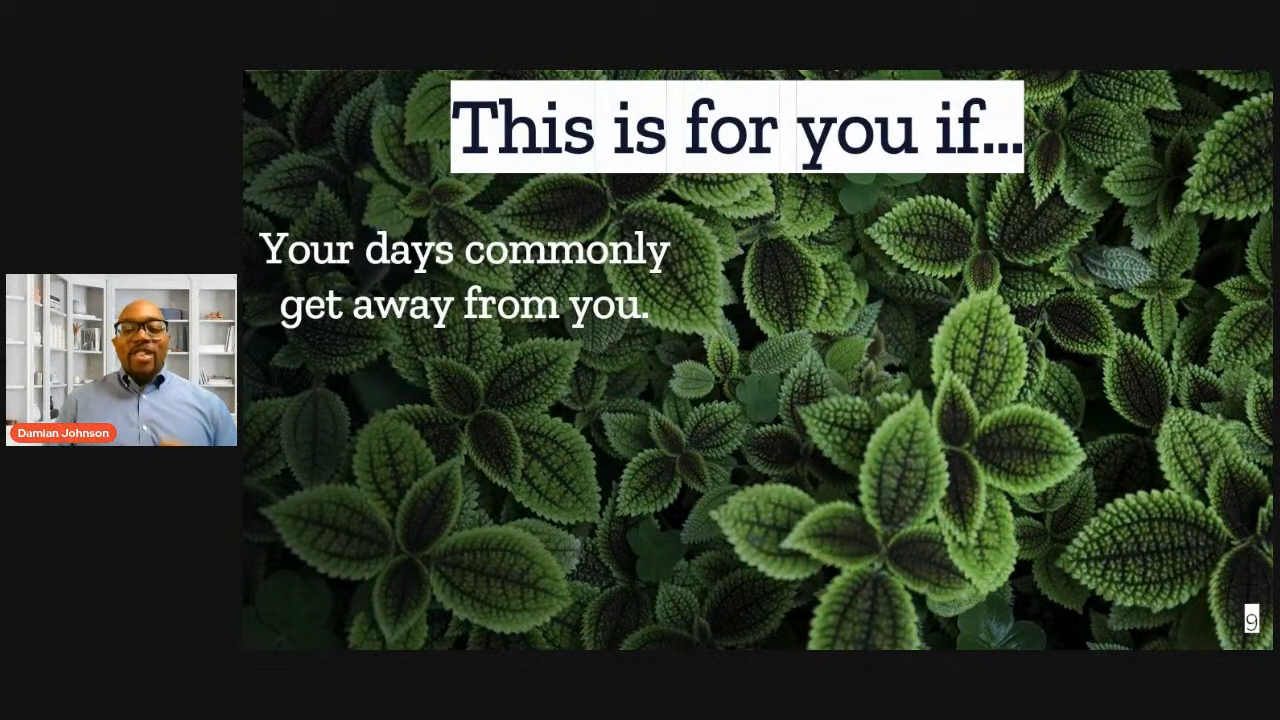 This is for you if...
Your days commonly
get away from you.
Damian Johnson
9